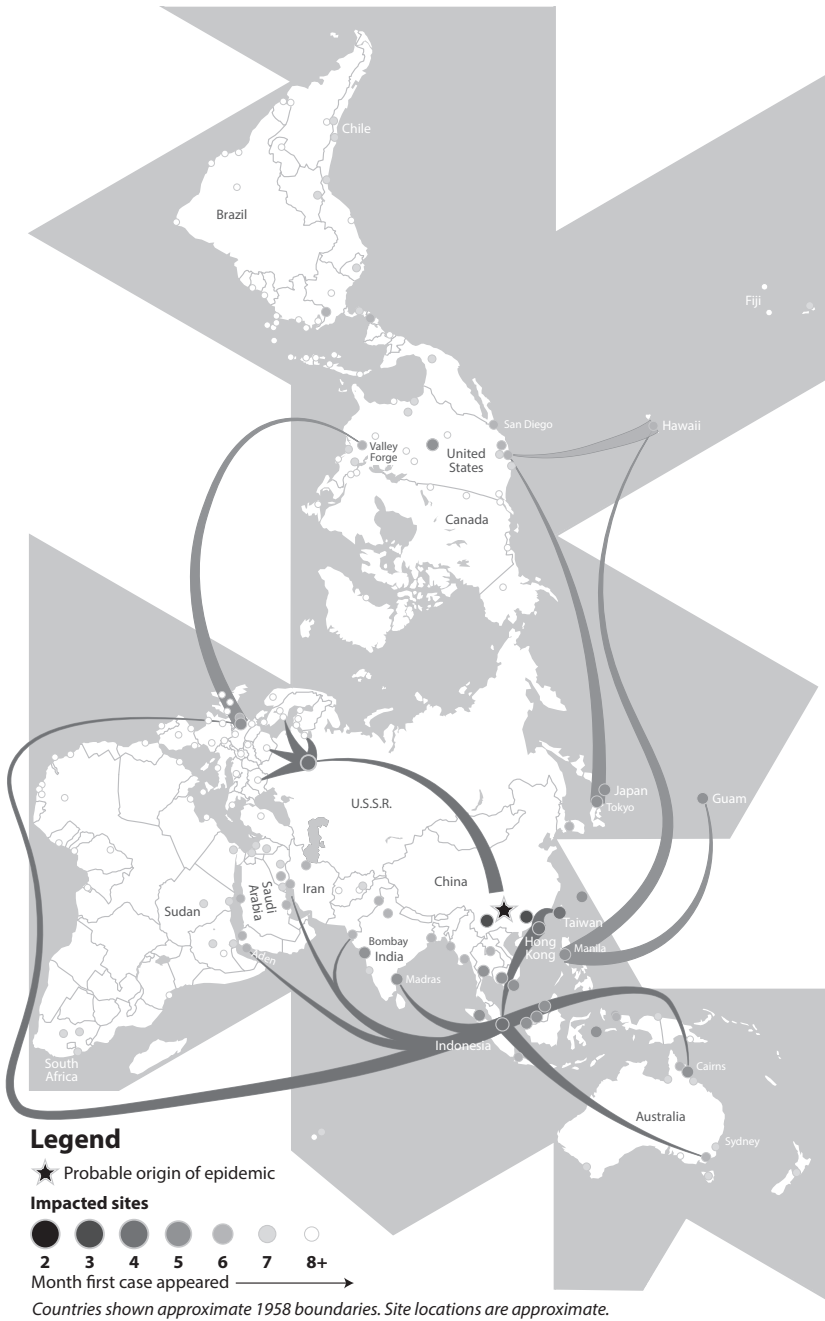 Chile
Brazil
Fiji
San Diego
Hawaii
Valley
Forge
United
States
Canada
Japan
Tokyo
Guam
U.S.S.R.
China
Iran
Saudi
Arabia
Sudan
Taiwan
Hong
Kong
Manila
Bombay
India
Aden
Madras
Indonesia
South
Africa
Cairns
Australia
Sydney
Legend
Probable origin of epidemic
Impacted sites
2 3 4 5 6 7 8+
Month first case appeared
Countries shown approximate 1958 boundaries. Site locations are approximate.